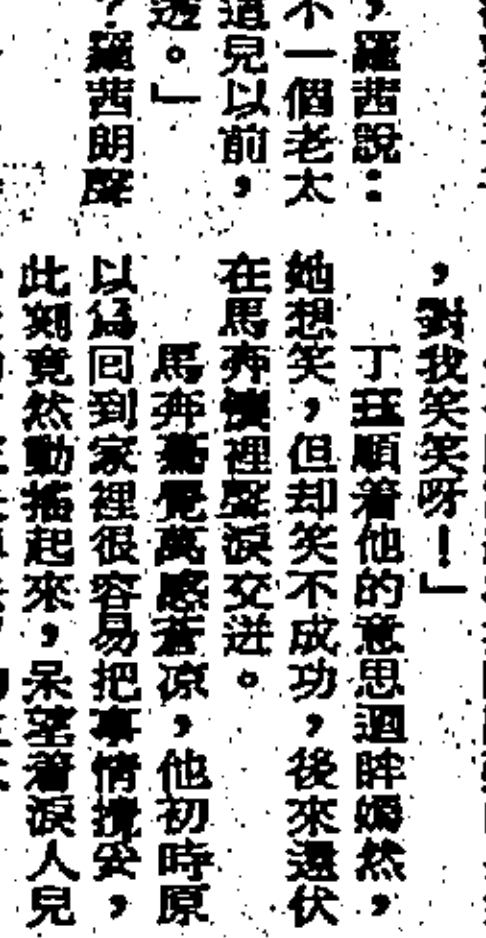 ，羅茜說：
不一個老太
道兒以前，
透。」
？羅茜朗聲
，對我笑笑呀！」
丁玨順着他的意思迴眸嫣然，
她想笑，但却笑不成功，後來還伏
在馬奔懷裡聲淚交迸。
馬奔驀覺萬感蒼凉，他初時原
以爲回到家裡很容易把事情攪妥，
此刻竟然動搖起來，呆望着淚人兒